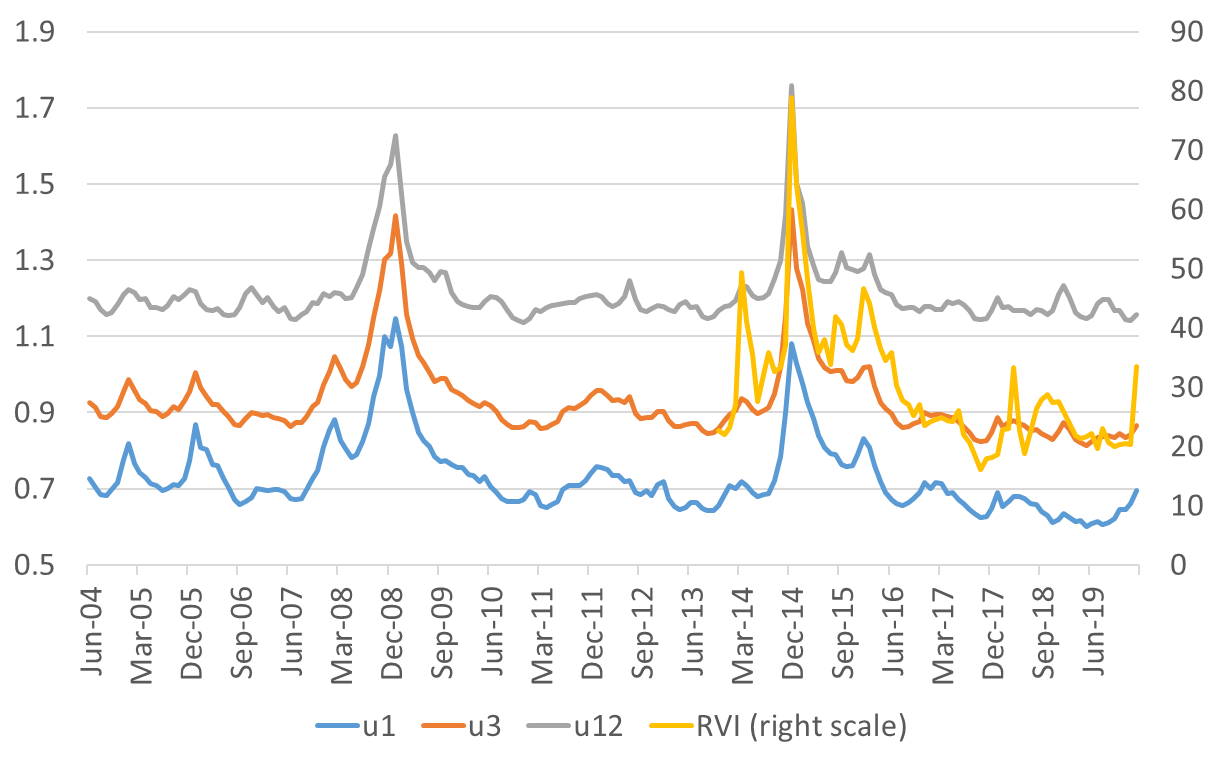 1.9
1.7
1.5
1.3
1.1
0.9
0.7
0.5
90
80
70
60
50
40
30
20
10
0
Jun-04
Mar-05
Dec-05
Sep-06
Jun-07
Mar-08
Dec-08
Sep-09
Jun-10
Mar-11
Dec-11
Sep-12
Jun-13
Mar-14
Dec-14
Sep-15
Jun-16
Mar-17
Dec-17
Sep-18
Jun-19
u1 u3 u12 RVI (right scale)